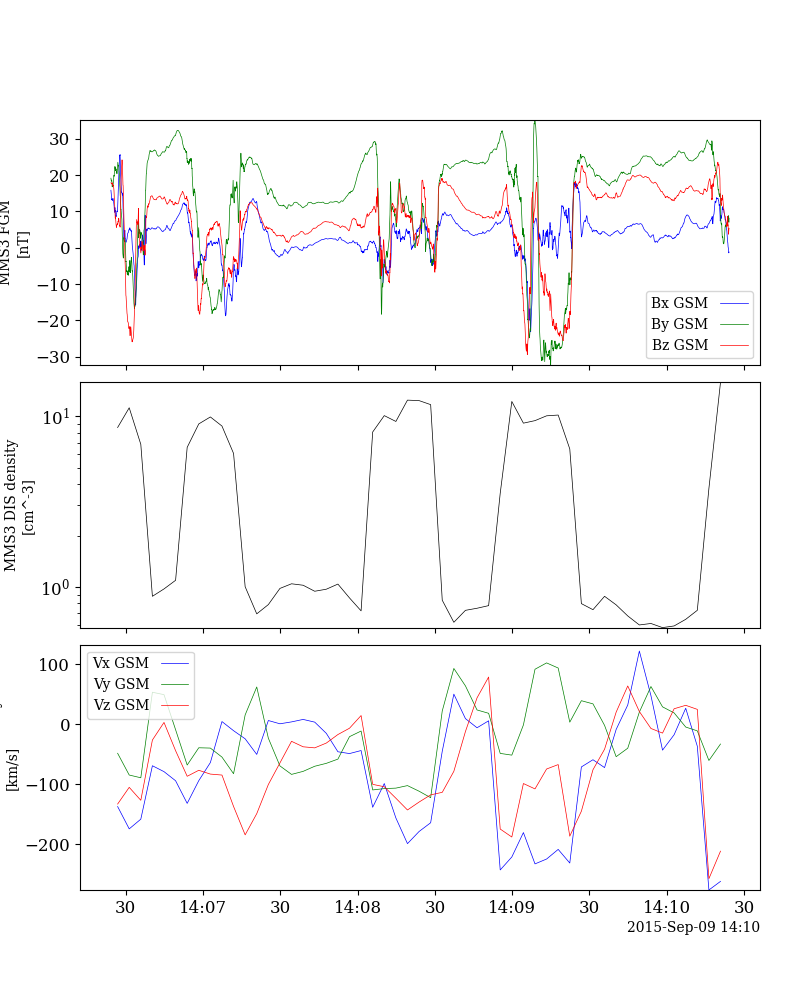 30
20
10
0
−10
−20
−30
MMS3 FGM
[nT]
Bx GSM
By GSM
Bz GSM
10^1
10^0
MMS3 DIS density
[cm^-3]
100
0
−100
−200
[km/s]
Vx GSM
Vy GSM
Vz GSM
30 14:07 30 14:08 30 14:09 30 14:10 30
2015-Sep-09 14:10